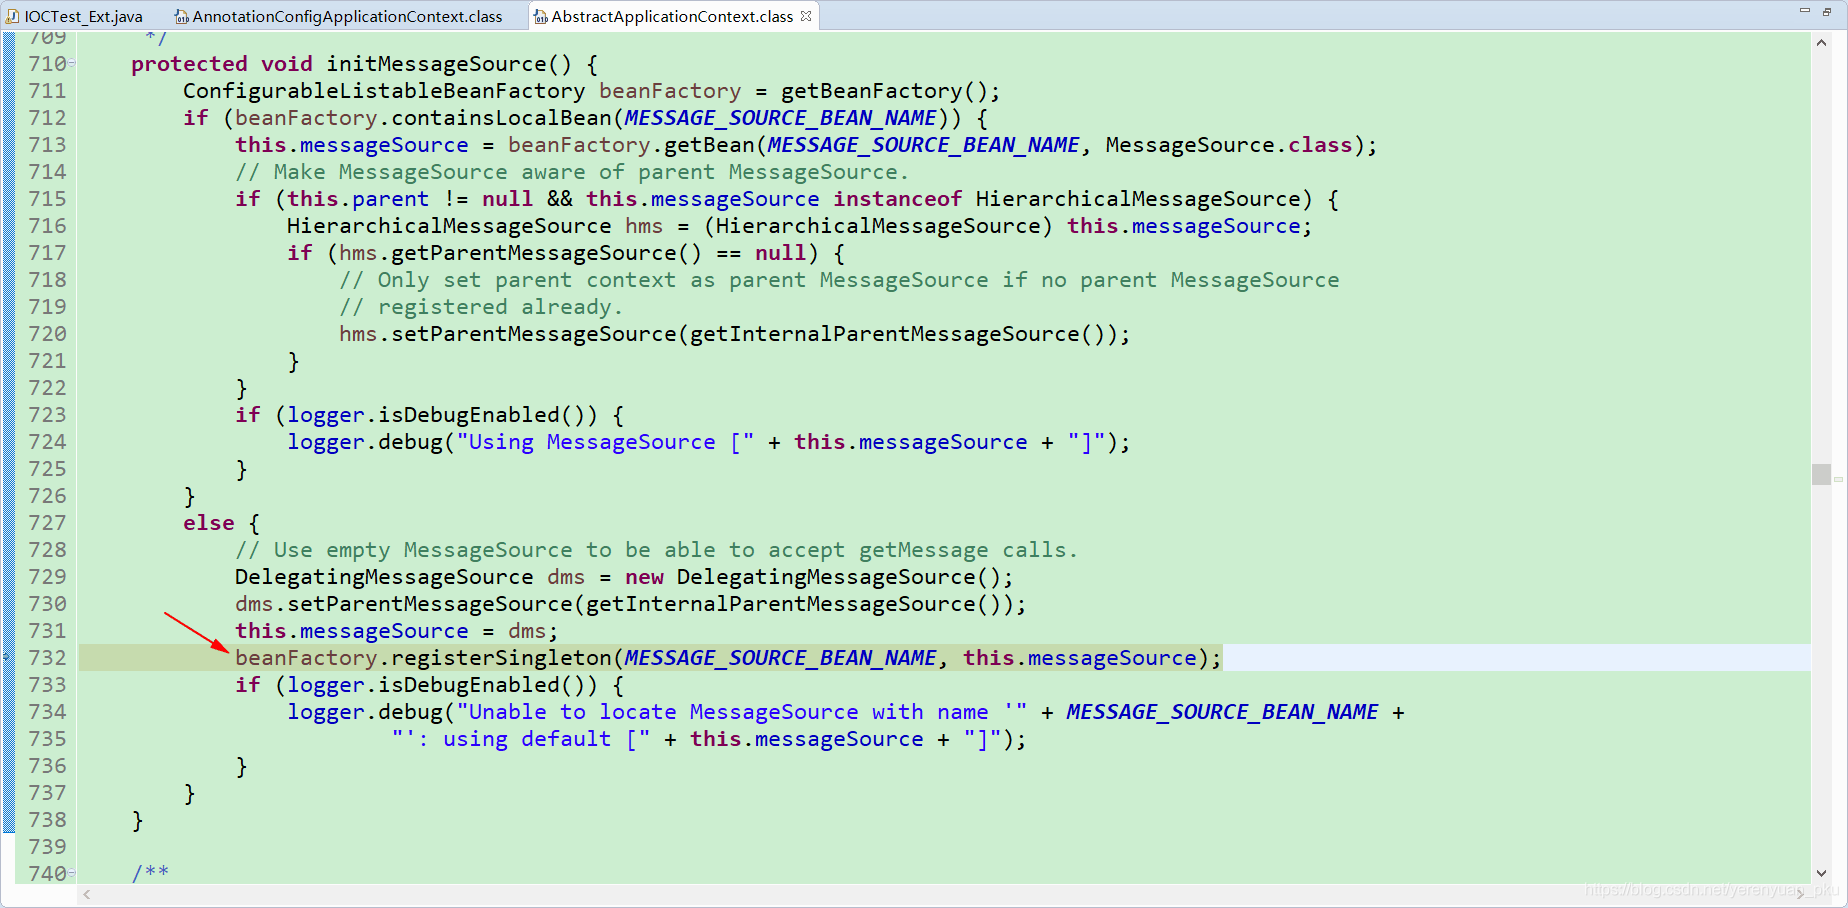 IOCTest_Ext.java AnnotationConfigApplicationContext.class AbstractApplicationContext.class
709 */
710 protected void initMessageSource() {
711 ConfigurableListableBeanFactory beanFactory = getBeanFactory();
712 if (beanFactory.containsLocalBean(MESSAGE_SOURCE_BEAN_NAME)) {
713 this.messageSource = beanFactory.getBean(MESSAGE_SOURCE_BEAN_NAME, MessageSource.class);
714 // Make MessageSource aware of parent MessageSource.
715 if (this.parent != null && this.messageSource instanceof HierarchicalMessageSource) {
716 HierarchicalMessageSource hms = (HierarchicalMessageSource) this.messageSource;
717 if (hms.getParentMessageSource() == null) {
718 // Only set parent context as parent MessageSource if no parent MessageSource
719 // registered already.
720 hms.setParentMessageSource(getInternalParentMessageSource());
721 }
722 }
723 if (logger.isDebugEnabled()) {
724 logger.debug("Using MessageSource [" + this.messageSource + "]");
725 }
726 }
727 else {
728 // Use empty MessageSource to be able to accept getMessage calls.
729 DelegatingMessageSource dms = new DelegatingMessageSource();
730 dms.setParentMessageSource(getInternalParentMessageSource());
731 this.messageSource = dms;
732 beanFactory.registerSingleton(MESSAGE_SOURCE_BEAN_NAME, this.messageSource);
733 if (logger.isDebugEnabled()) {
734 logger.debug("Unable to locate MessageSource with name '" + MESSAGE_SOURCE_BEAN_NAME +
735 "': using default [" + this.messageSource + "]");
736 }
737 }
738 }
739
740 /**
https://blog.csdn.net/yerenyuan_pku